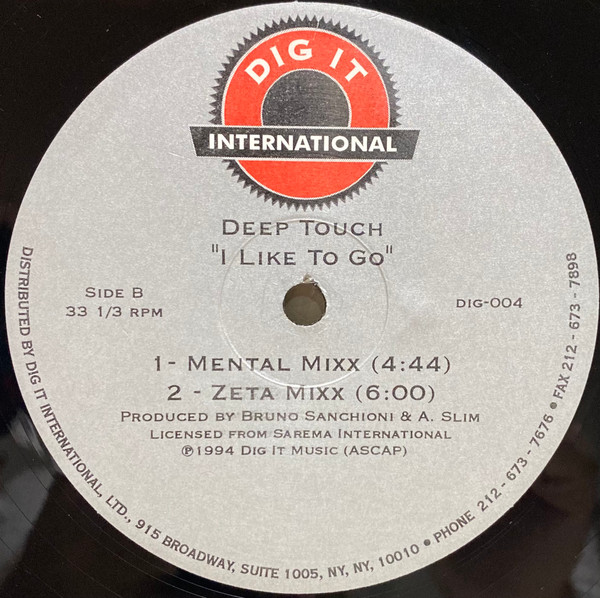 DIG IT
INTERNATIONAL
DEEP TOUCH
"I LIKE TO GO"
SIDE B
33 1/3 RPM
DIG-004
1- MENTAL MIXX (4:44)
2 - ZETA MIXX (6:00)
PRODUCED BY BRUNO SANCHIONI & A. SLIM
LICENSED FROM SAREMA INTERNATIONAL
℗1994 DIG IT MUSIC (ASCAP)
DISTRIBUTED BY DIG IT INTERNATIONAL, LTD., 915 BROADWAY, SUITE 1005, NY, NY, 10010 • PHONE 212 - 673 - 7676 • FAX 212 - 673 - 7898